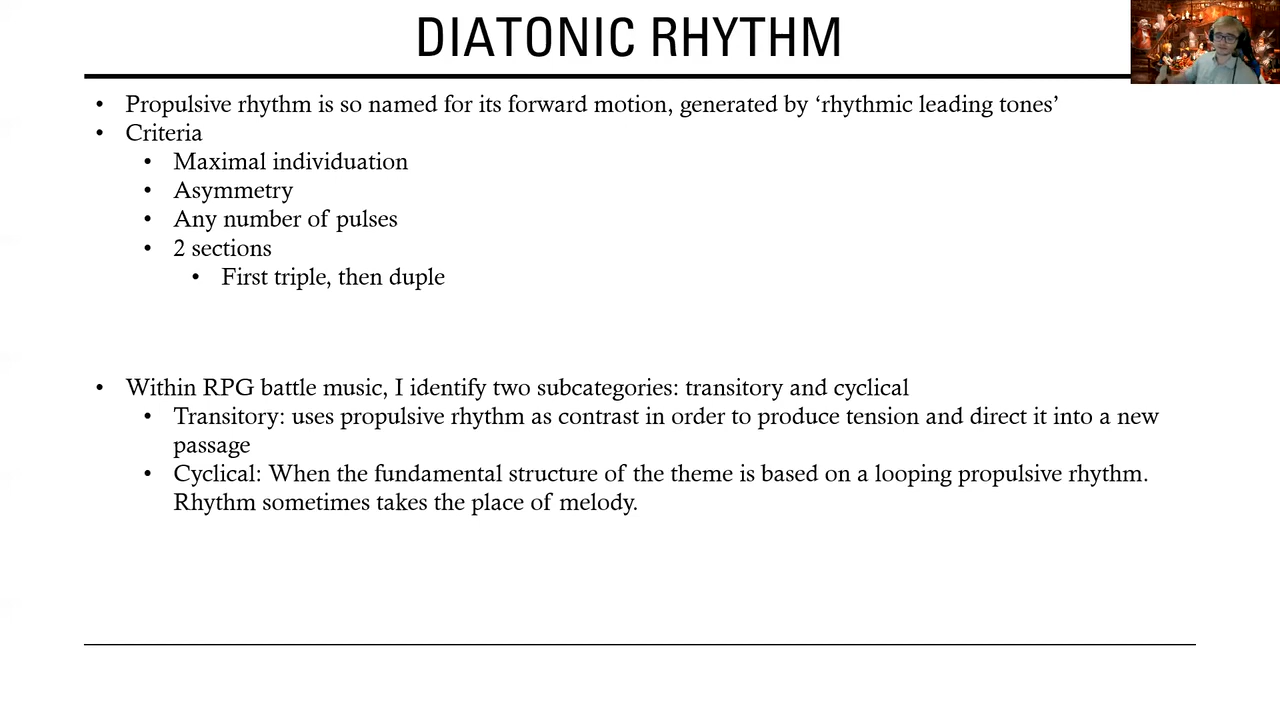 DIATONIC RHYTHM
• Propulsive rhythm is so named for its forward motion, generated by ‘rhythmic leading tones’
• Criteria
• Maximal individuation
• Asymmetry
• Any number of pulses
• 2 sections
• First triple, then duple
• Within RPG battle music, I identify two subcategories: transitory and cyclical
• Transitory: uses propulsive rhythm as contrast in order to produce tension and direct it into a new
passage
• Cyclical: When the fundamental structure of the theme is based on a looping propulsive rhythm.
Rhythm sometimes takes the place of melody.